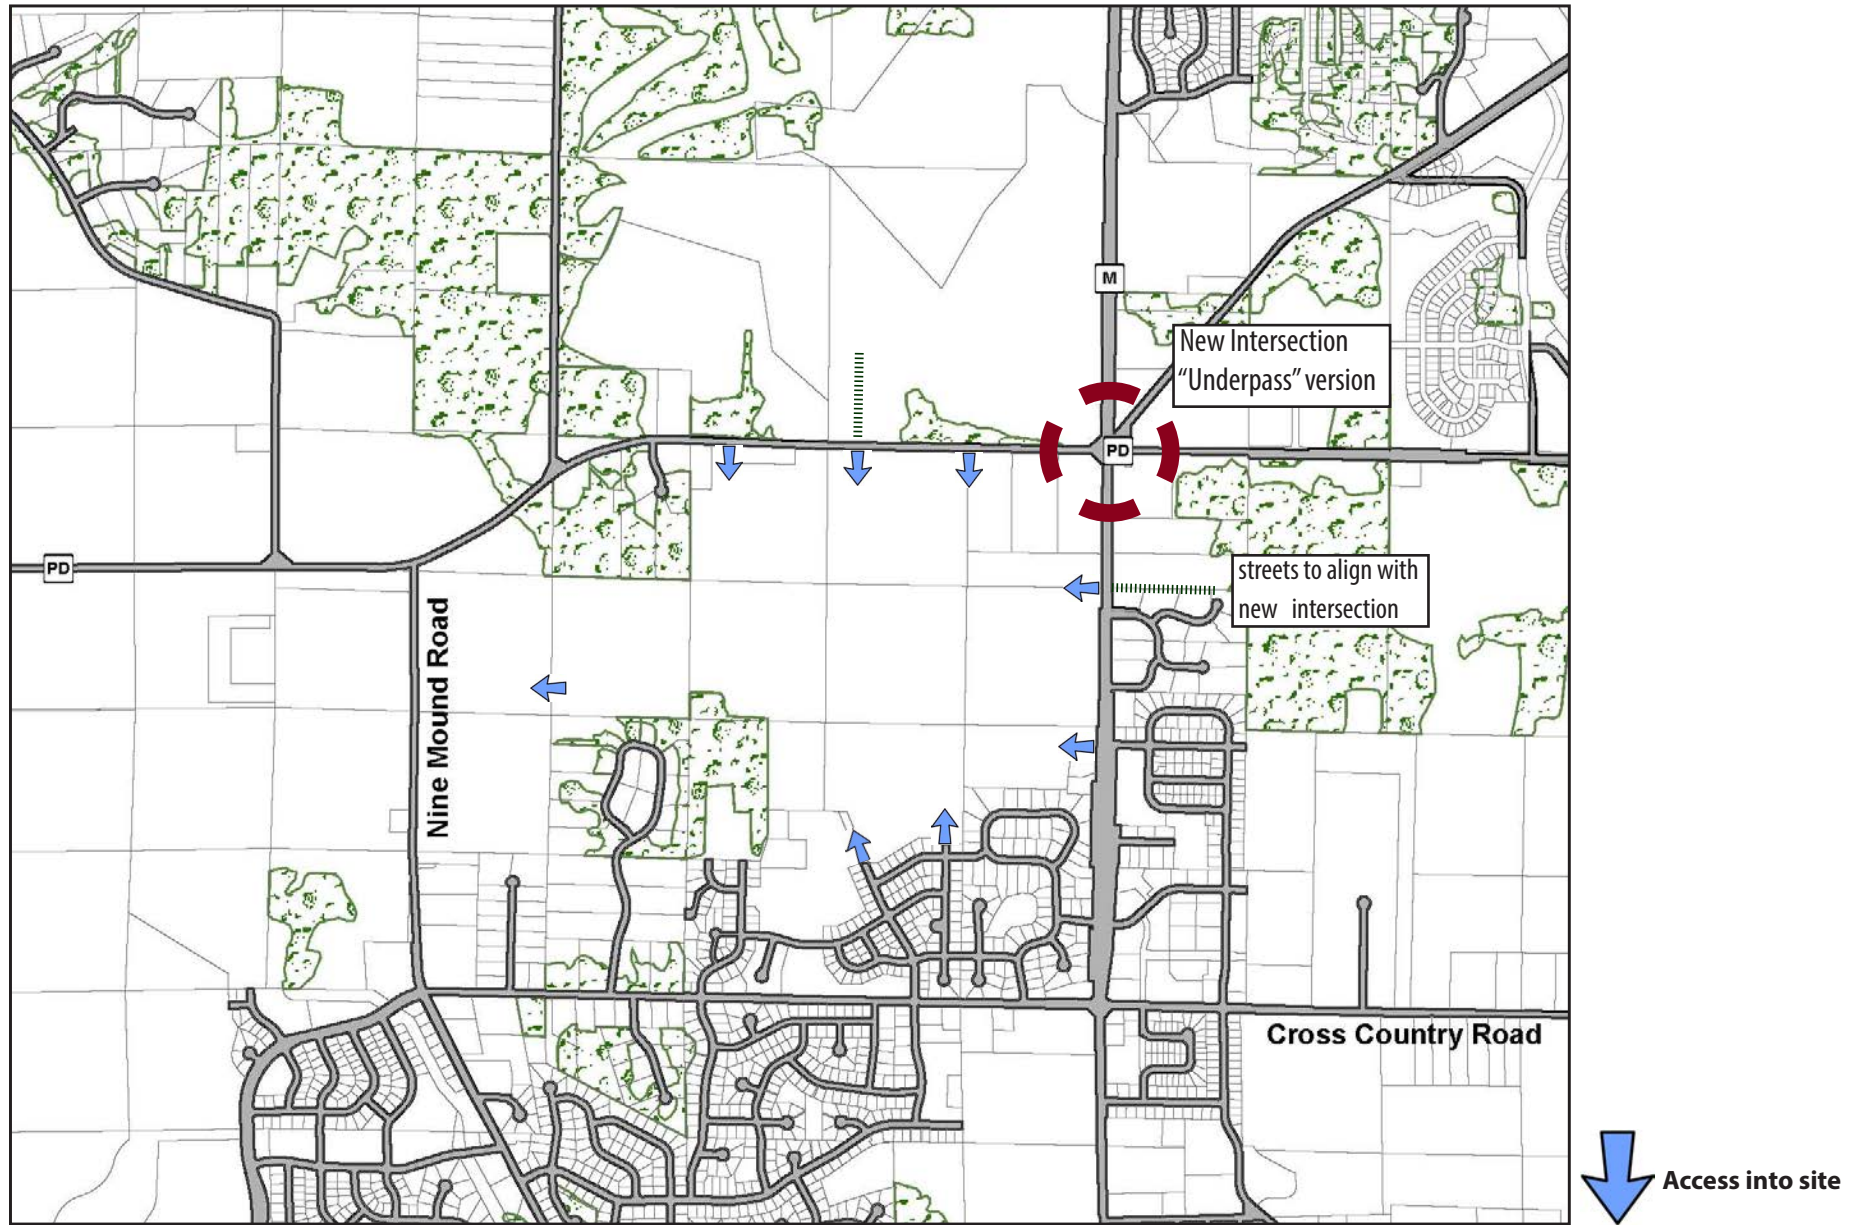 M
New Intersection
“Underpass” version
PD
streets to align with
new intersection
PD
Nine Mound Road
Cross Country Road
Access into site